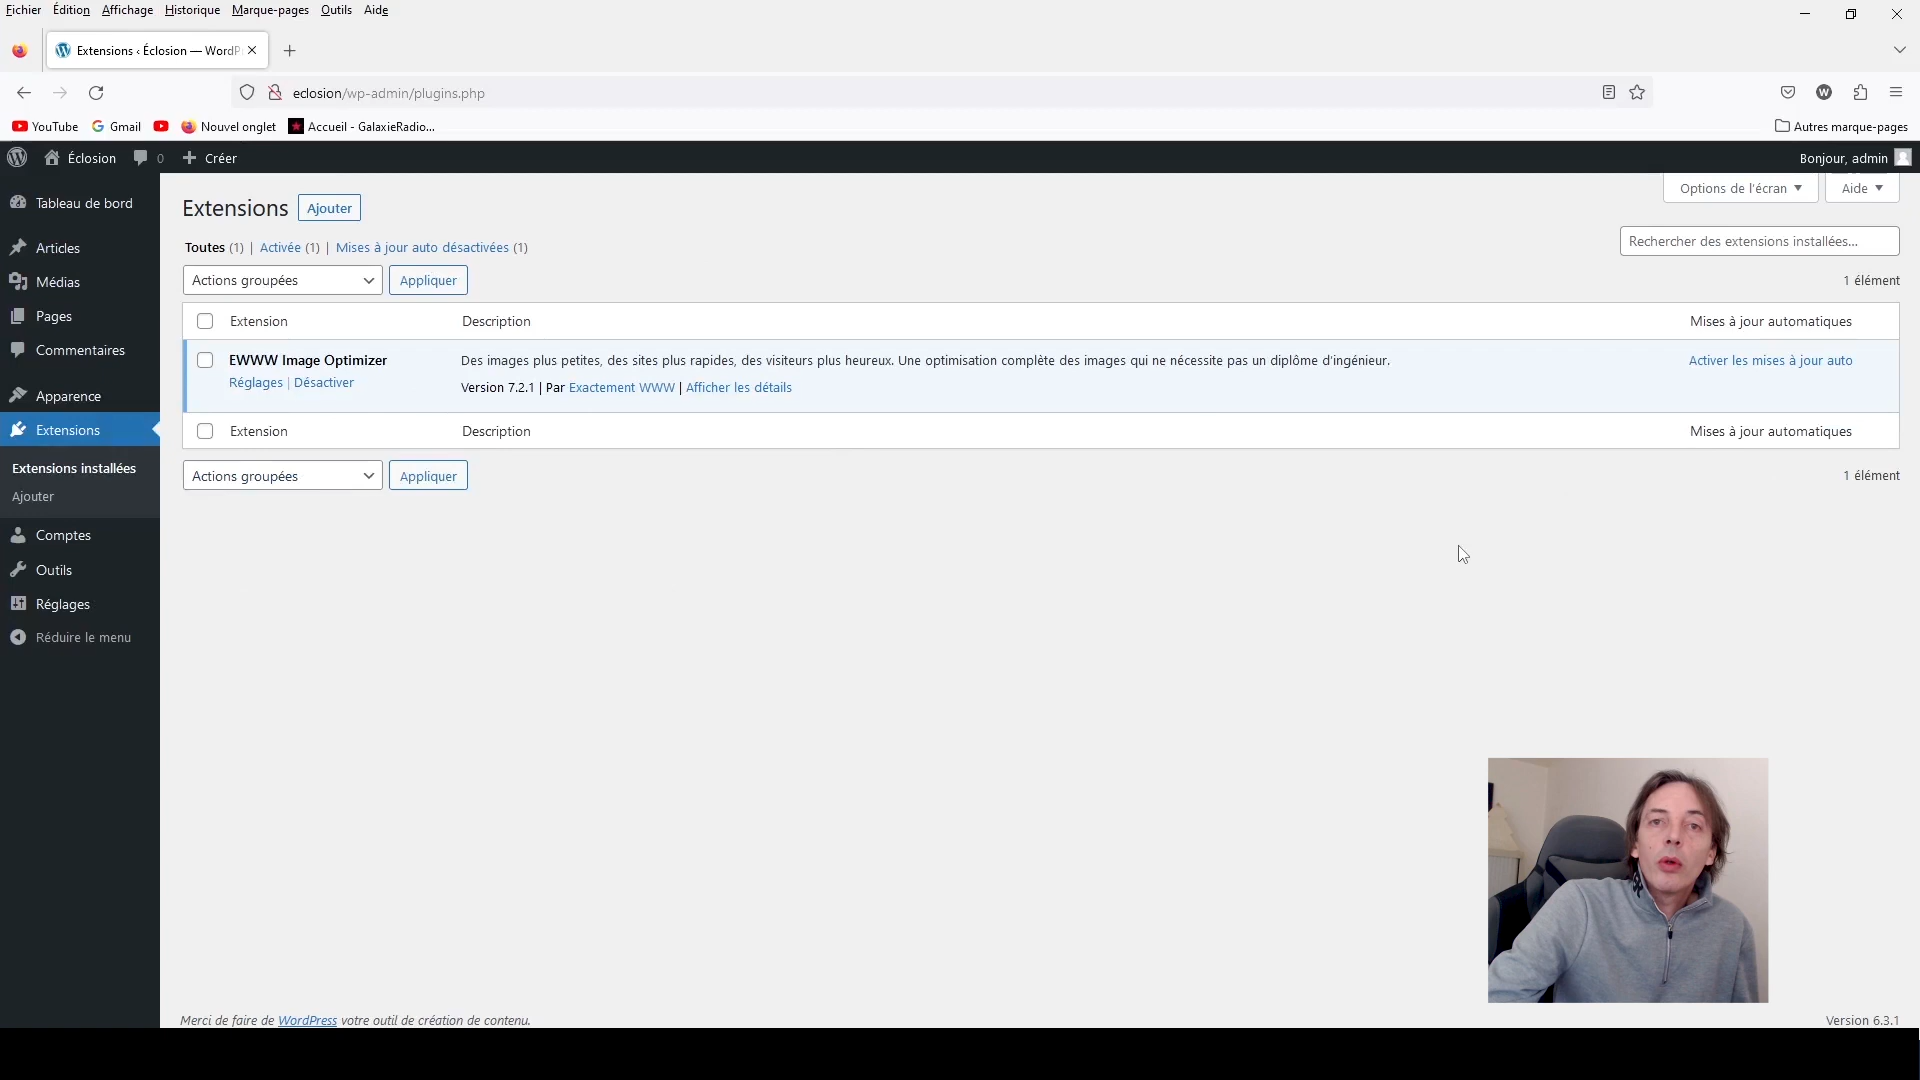 Fichier Édition Affichage Historique Marque-pages Outils Aide
Extensions ‹ Éclosion — WordP
eclosion/wp-admin/plugins.php
YouTube Gmail Nouvel onglet Accueil - GalaxieRadio... Autres marque-pages
Éclosion 0 Créer Bonjour, admin
Options de l'écran Aide
Tableau de bord
Articles
Médias
Pages
Commentaires
Apparence
Extensions
Extensions installées
Ajouter
Comptes
Outils
Réglages
Réduire le menu
Extensions Ajouter
Toutes (1) | Activée (1) | Mises à jour auto désactivées (1)
Rechercher des extensions installées...
Actions groupées Appliquer 1 élément
Extension Description Mises à jour automatiques
EWWW Image Optimizer Des images plus petites, des sites plus rapides, des visiteurs plus heureux. Une optimisation complète des images qui ne nécessite pas un diplôme d'ingénieur. Activer les mises à jour auto
Réglages | Désactiver Version 7.2.1 | Par Exactement WWW | Afficher les détails
Extension Description Mises à jour automatiques
Actions groupées Appliquer 1 élément
Merci de faire de WordPress votre outil de création de contenu. Version 6.3.1